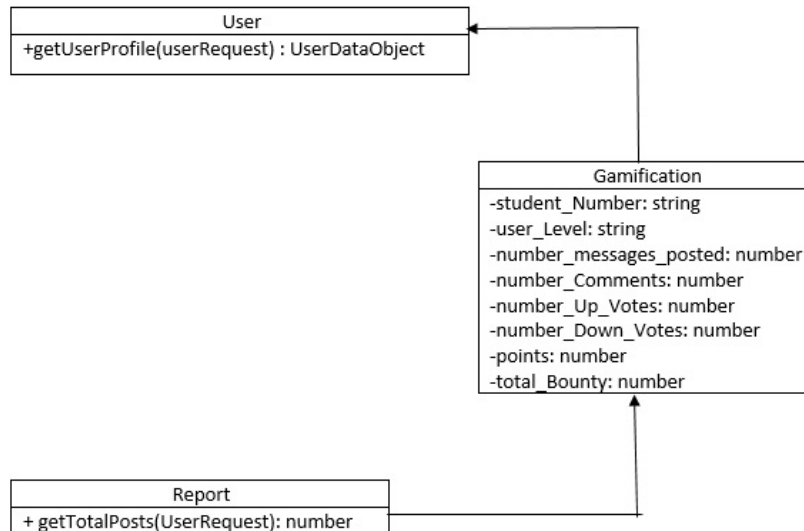 User
+getUserProfile(userRequest) : UserDataObject
Gamification
-student_Number: string
-user_Level: string
-number_messages_posted: number
-number_Comments: number
-number_Up_Votes: number
-number_Down_Votes: number
-points: number
-total_Bounty: number
Report
+ getTotalPosts(UserRequest): number